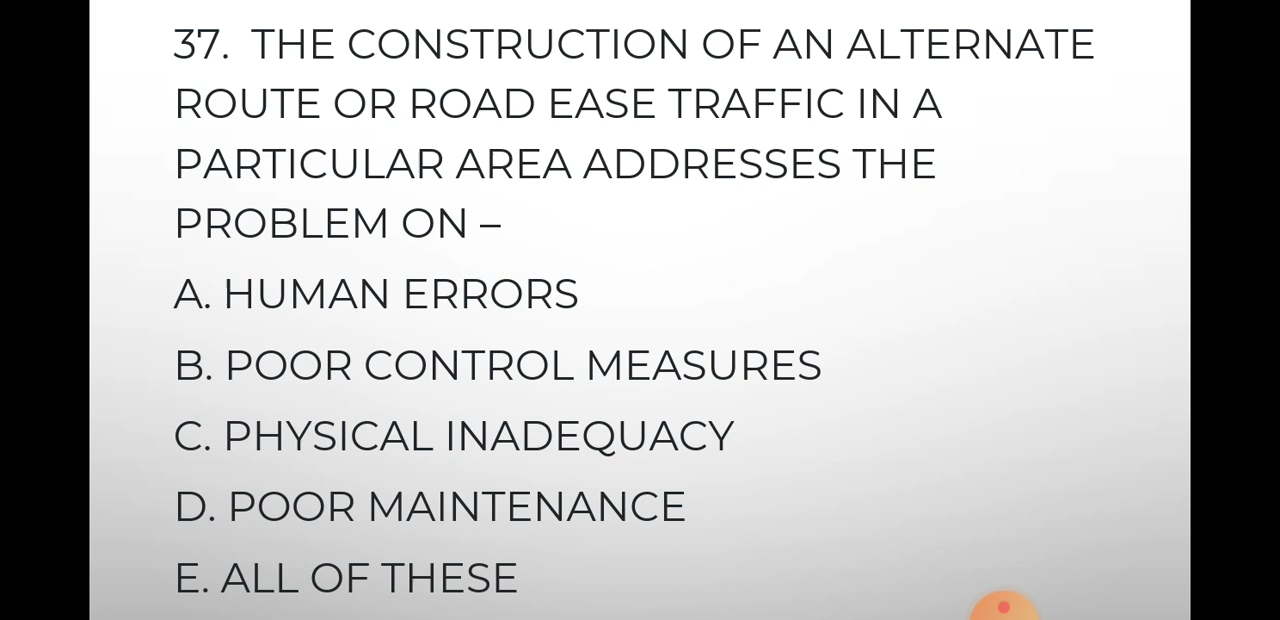 37. THE CONSTRUCTION OF AN ALTERNATE
ROUTE OR ROAD EASE TRAFFIC IN A
PARTICULAR AREA ADDRESSES THE
PROBLEM ON –
A. HUMAN ERRORS
B. POOR CONTROL MEASURES
C. PHYSICAL INADEQUACY
D. POOR MAINTENANCE
E. ALL OF THESE